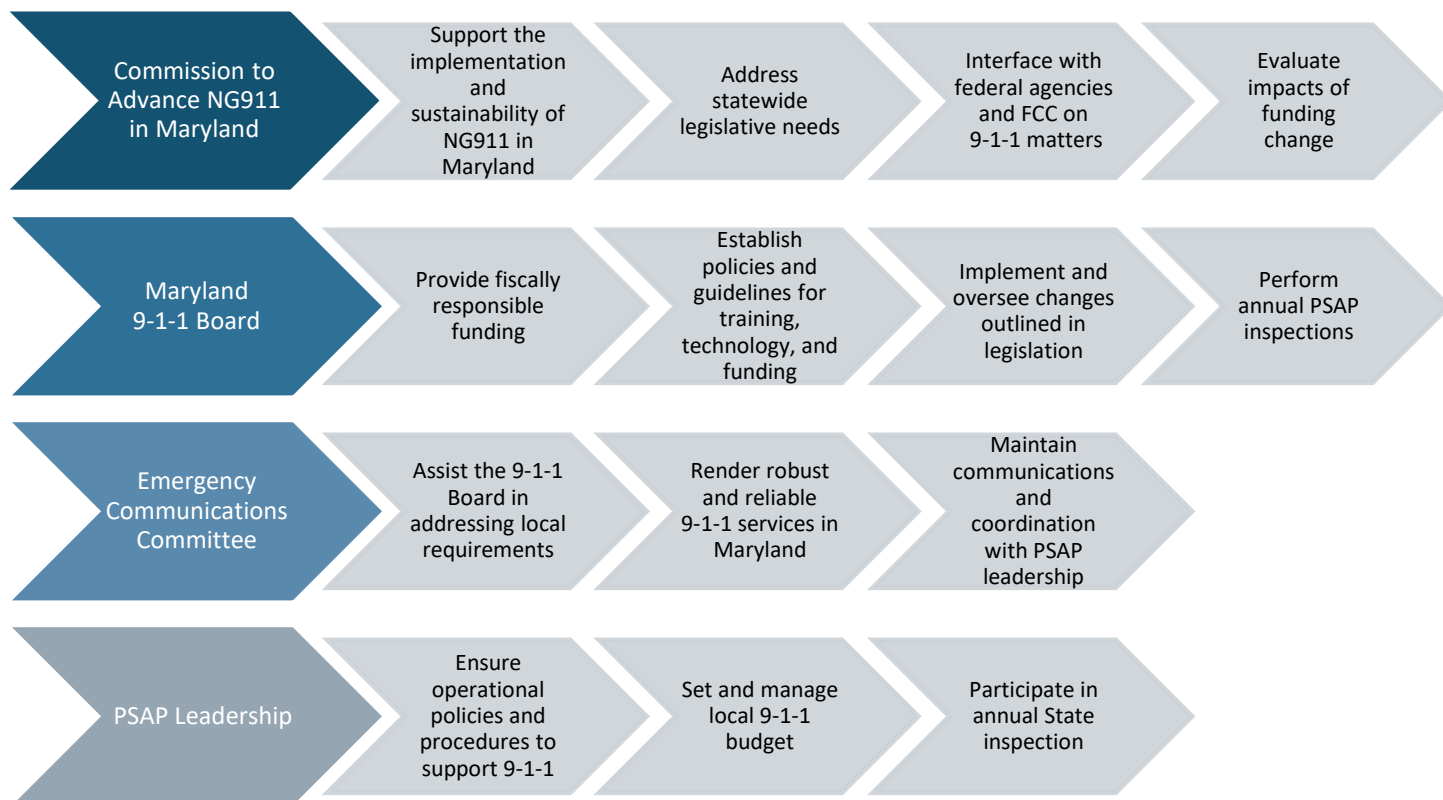 Commission to
Advance NG911
in Maryland
Support the
implementation
and
sustainability of
NG911 in
Maryland
Address
statewide
legislative needs
Interface with
federal agencies
and FCC on
9-1-1 matters
Evaluate
impacts of
funding
change
Maryland
9-1-1 Board
Provide fiscally
responsible
funding
Establish
policies and
guidelines for
training,
technology, and
funding
Implement and
oversee changes
outlined in
legislation
Perform
annual PSAP
inspections
Emergency
Communications
Committee
Assist the 9-1-1
Board in
addressing local
requirements
Render robust
and reliable
9-1-1 services in
Maryland
Maintain
communications
and
coordination
with PSAP
leadership
PSAP Leadership
Ensure
operational
policies and
procedures to
support 9-1-1
Set and manage
local 9-1-1
budget
Participate in
annual State
inspection